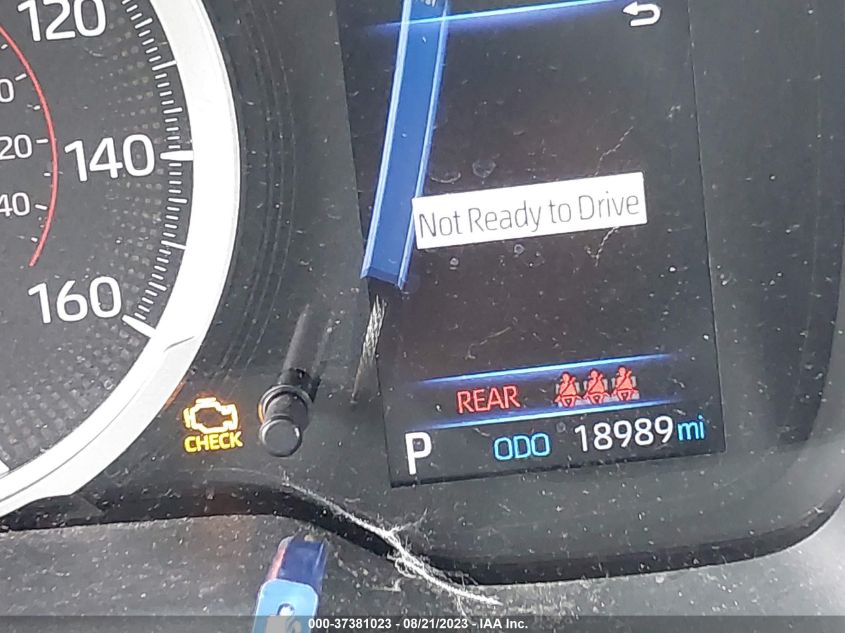 120
140
160
20
40
Not Ready to Drive
REAR
CHECK
P ODO 18989 mi
000-37381023 - 08/21/2023 - IAA Inc.